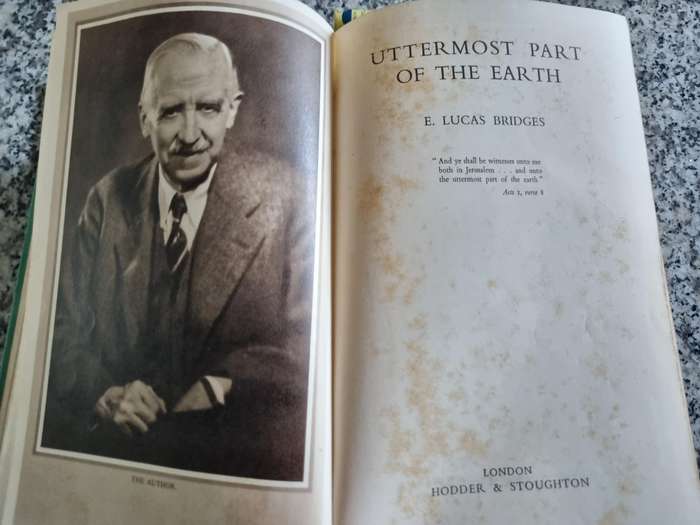 THE AUTHOR.
UTTERMOST PART
OF THE EARTH
E. LUCAS BRIDGES
"And ye shall be witnesses unto me
both in Jerusalem . . . and unto
the uttermost part of the earth."
Acts 1, verse 8
LONDON
HODDER & STOUGHTON